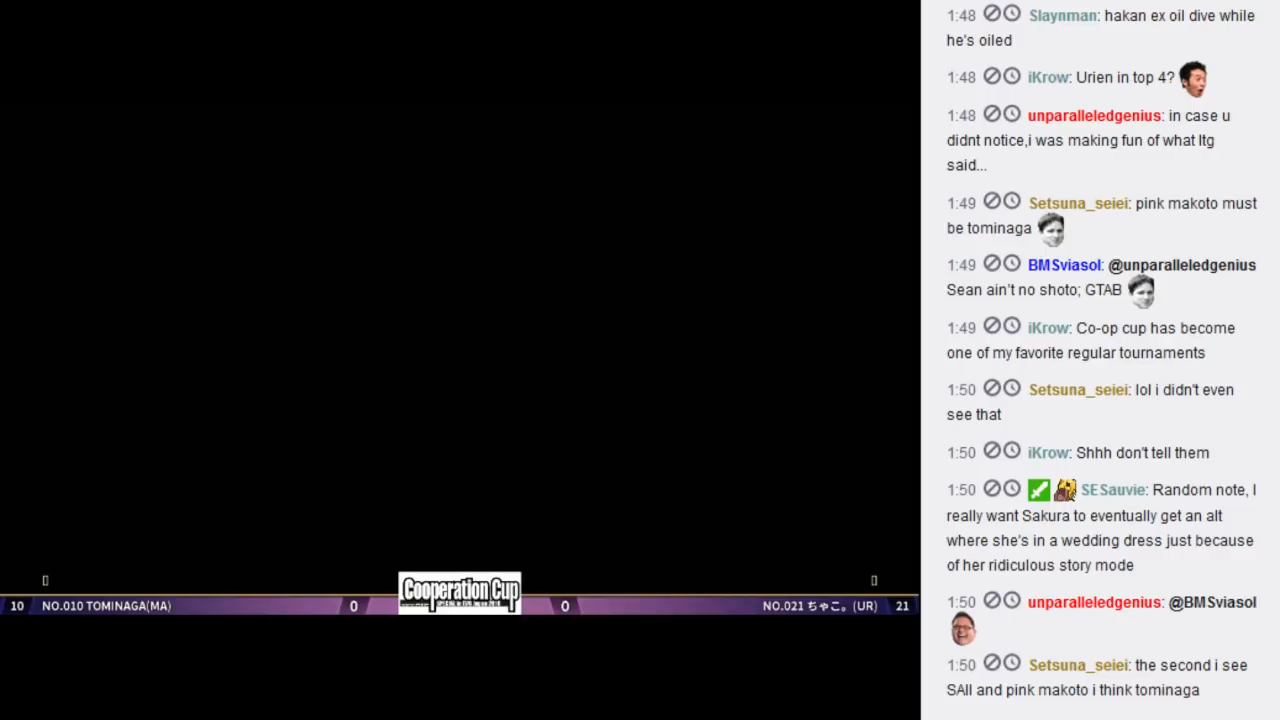 1:48 Slaynman: hakan ex oil dive while
he's oiled
1:48 iKrow: Urien in top 4?
1:48 unparalleledgenius: in case u
didnt notice,i was making fun of what ltg
said...
1:49 Setsuna_seiei: pink makoto must
be tominaga
1:49 BMSviasol: @unparalleledgenius
Sean ain't no shoto; GTAB
1:49 iKrow: Co-op cup has become
one of my favorite regular tournaments
1:50 Setsuna_seiei: lol i didn't even
see that
1:50 iKrow: Shhh don't tell them
1:50 SESauvie: Random note, I
really want Sakura to eventually get an alt
where she's in a wedding dress just because
of her ridiculous story mode
1:50 unparalleledgenius: @BMSviasol
1:50 Setsuna_seiei: the second i see
SAII and pink makoto i think tominaga
Cooperation Cup
10 NO.010 TOMINAGA(MA) 0 0 NO.021 ちゃこ。(UR) 21